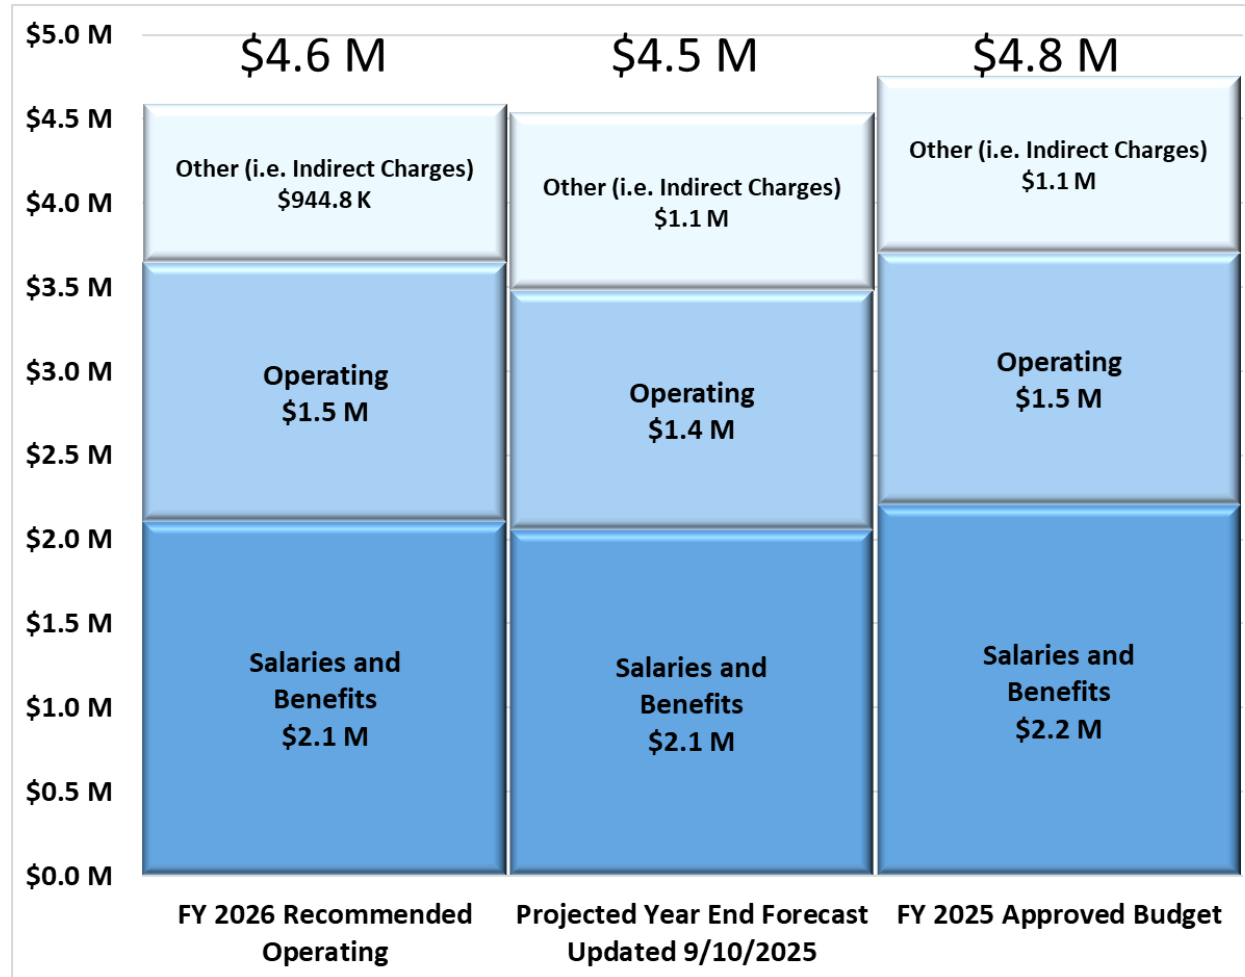 $5.0 M
$4.5 M
$4.0 M
$3.5 M
$3.0 M
$2.5 M
$2.0 M
$1.5 M
$1.0 M
$0.5 M
$0.0 M
$4.6 M
Other (i.e. Indirect Charges)
$944.8 K
Operating
$1.5 M
Salaries and
Benefits
$2.1 M
FY 2026 Recommended
Operating
$4.5 M
Other (i.e. Indirect Charges)
$1.1 M
Operating
$1.4 M
Salaries and
Benefits
$2.1 M
Projected Year End Forecast
Updated 9/10/2025
$4.8 M
Other (i.e. Indirect Charges)
$1.1 M
Operating
$1.5 M
Salaries and
Benefits
$2.2 M
FY 2025 Approved Budget